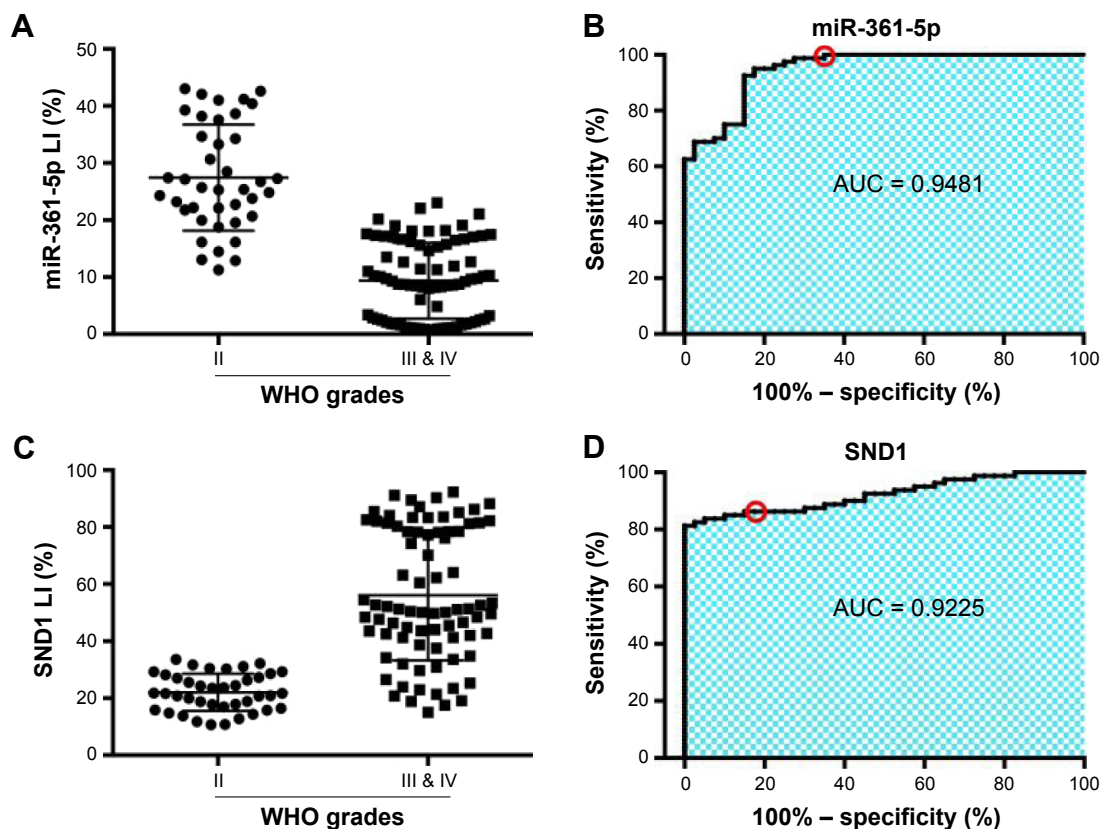 A
miR-361-5p LI (%)
50
40
30
20
10
0
II
III & IV
WHO grades
B
miR-361-5p
Sensitivity (%)
100
80
60
40
20
0
AUC = 0.9481
0
20
40
60
80
100
100% – specificity (%)
C
SND1 LI (%)
100
80
60
40
20
0
II
III & IV
WHO grades
D
SND1
Sensitivity (%)
100
80
60
40
20
0
AUC = 0.9225
0
20
40
60
80
100
100% – specificity (%)